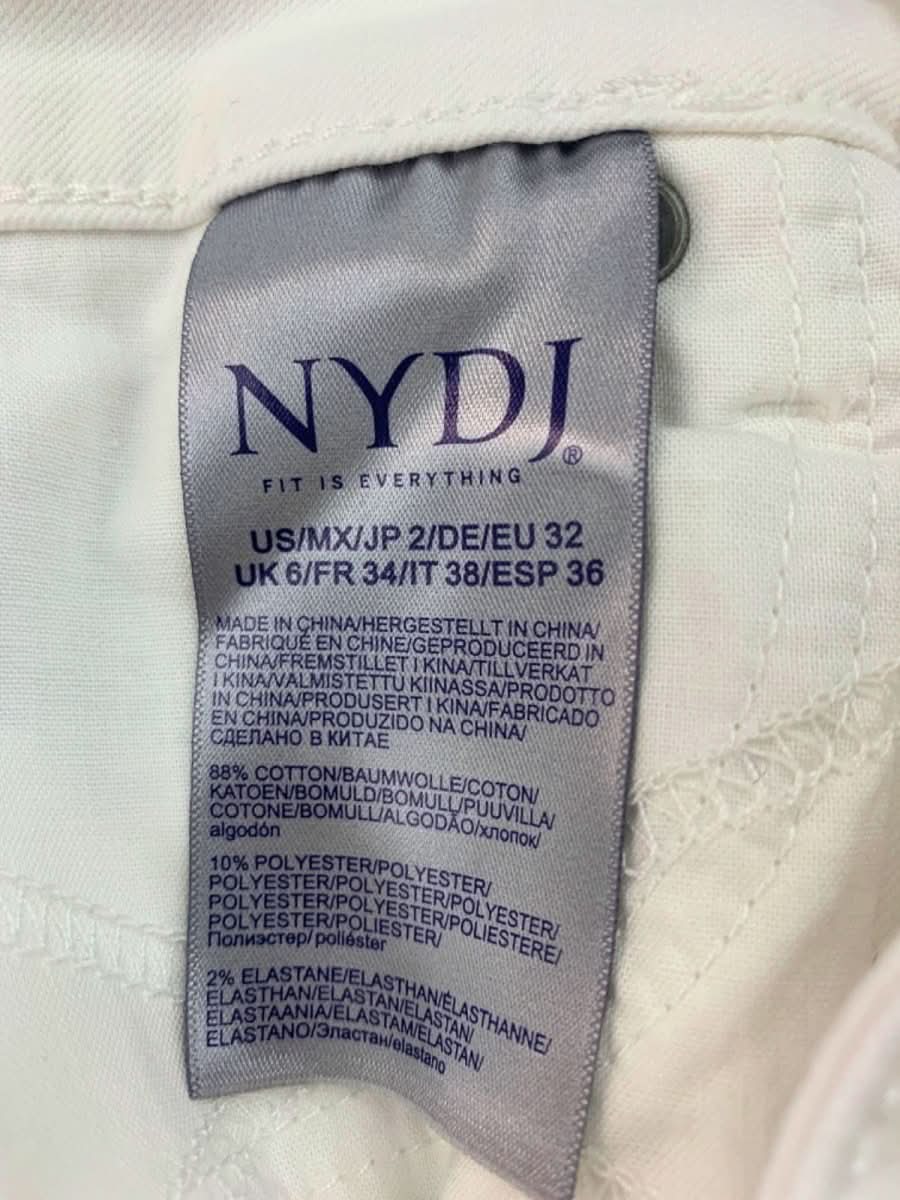 NYDJ®
FIT IS EVERYTHING
US/MX/JP 2/DE/EU 32
UK 6/FR 34/IT 38/ESP 36
MADE IN CHINA/HERGESTELLT IN CHINA/
FABRIQUÉ EN CHINE/GEPRODUCEERD IN
CHINA/FREMSTILLET I KINA/TILLVERKAT
I KINA/VALMISTETTU KIINASSA/PRODOTTO
IN CHINA/PRODUSERT I KINA/FABRICADO
EN CHINA/PRODUZIDO NA CHINA/
СДЕЛАНО В КИТАЕ
88% COTTON/BAUMWOLLE/COTON/
KATOEN/BOMULD/BOMULL/PUUVILLA/
COTONE/BOMULL/ALGODÃO/хлопок/
algodón
10% POLYESTER/POLYESTER/
POLYESTER/POLYESTER/POLYESTER/
POLYESTER/POLYESTER/POLIESTERE/
POLYESTER/POLIESTER/
Полиэстер/ poliéster
2% ELASTANE/ELASTHAN/ÉLASTHANNE/
ELASTHAN/ELASTAN/ELASTAN/
ELASTAANIA/ELASTAM/ELASTAN/
ELASTANO/Эластан/elastano